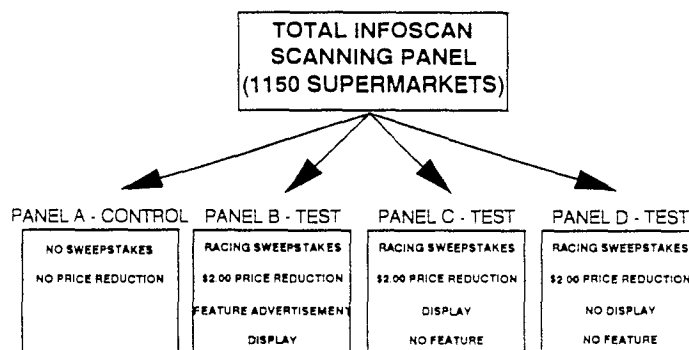 TOTAL INFOSCAN
SCANNING PANEL
(1150 SUPERMARKETS)
PANEL A - CONTROL
NO SWEEPSTAKES
NO PRICE REDUCTION
PANEL B - TEST
RACING SWEEPSTAKES
$2.00 PRICE REDUCTION
FEATURE ADVERTISEMENT
DISPLAY
PANEL C - TEST
RACING SWEEPSTAKES
$2.00 PRICE REDUCTION
DISPLAY
NO FEATURE
PANEL D - TEST
RACING SWEEPSTAKES
$2.00 PRICE REDUCTION
NO DISPLAY
NO FEATURE